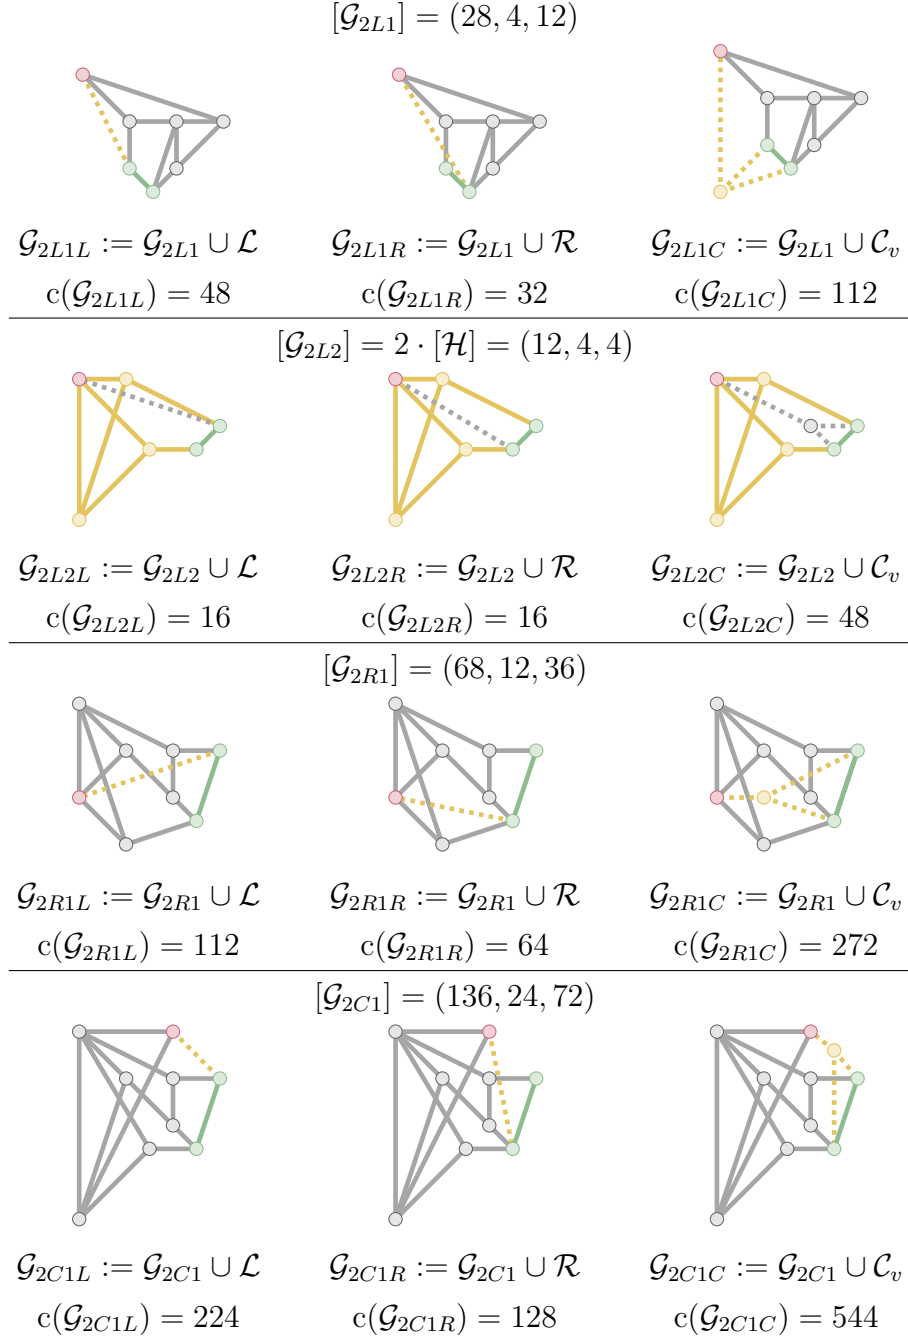 [𝒢_{2L1}] = (28, 4, 12)
𝒢_{2L1L} := 𝒢_{2L1} ∪ ℒ 𝒢_{2L1R} := 𝒢_{2L1} ∪ ℛ 𝒢_{2L1C} := 𝒢_{2L1} ∪ 𝒞_v
c(𝒢_{2L1L}) = 48 c(𝒢_{2L1R}) = 32 c(𝒢_{2L1C}) = 112
[𝒢_{2L2}] = 2 · [ℋ] = (12, 4, 4)
𝒢_{2L2L} := 𝒢_{2L2} ∪ ℒ 𝒢_{2L2R} := 𝒢_{2L2} ∪ ℛ 𝒢_{2L2C} := 𝒢_{2L2} ∪ 𝒞_v
c(𝒢_{2L2L}) = 16 c(𝒢_{2L2R}) = 16 c(𝒢_{2L2C}) = 48
[𝒢_{2R1}] = (68, 12, 36)
𝒢_{2R1L} := 𝒢_{2R1} ∪ ℒ 𝒢_{2R1R} := 𝒢_{2R1} ∪ ℛ 𝒢_{2R1C} := 𝒢_{2R1} ∪ 𝒞_v
c(𝒢_{2R1L}) = 112 c(𝒢_{2R1R}) = 64 c(𝒢_{2R1C}) = 272
[𝒢_{2C1}] = (136, 24, 72)
𝒢_{2C1L} := 𝒢_{2C1} ∪ ℒ 𝒢_{2C1R} := 𝒢_{2C1} ∪ ℛ 𝒢_{2C1C} := 𝒢_{2C1} ∪ 𝒞_v
c(𝒢_{2C1L}) = 224 c(𝒢_{2C1R}) = 128 c(𝒢_{2C1C}) = 544